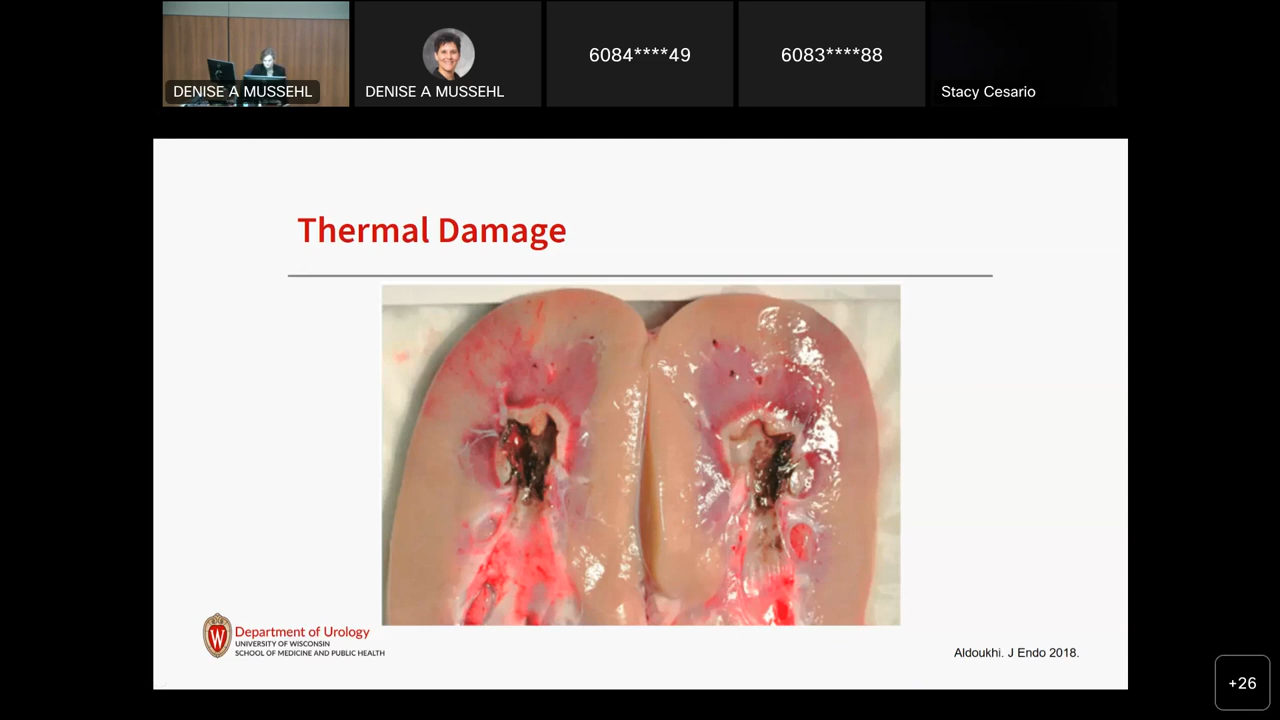 DENISE A MUSSEHL
DENISE A MUSSEHL
6084****49
6083****88
Stacy Cesario
Thermal Damage
W
Department of Urology
UNIVERSITY OF WISCONSIN
SCHOOL OF MEDICINE AND PUBLIC HEALTH
Aldoukhi. J Endo 2018.
+26